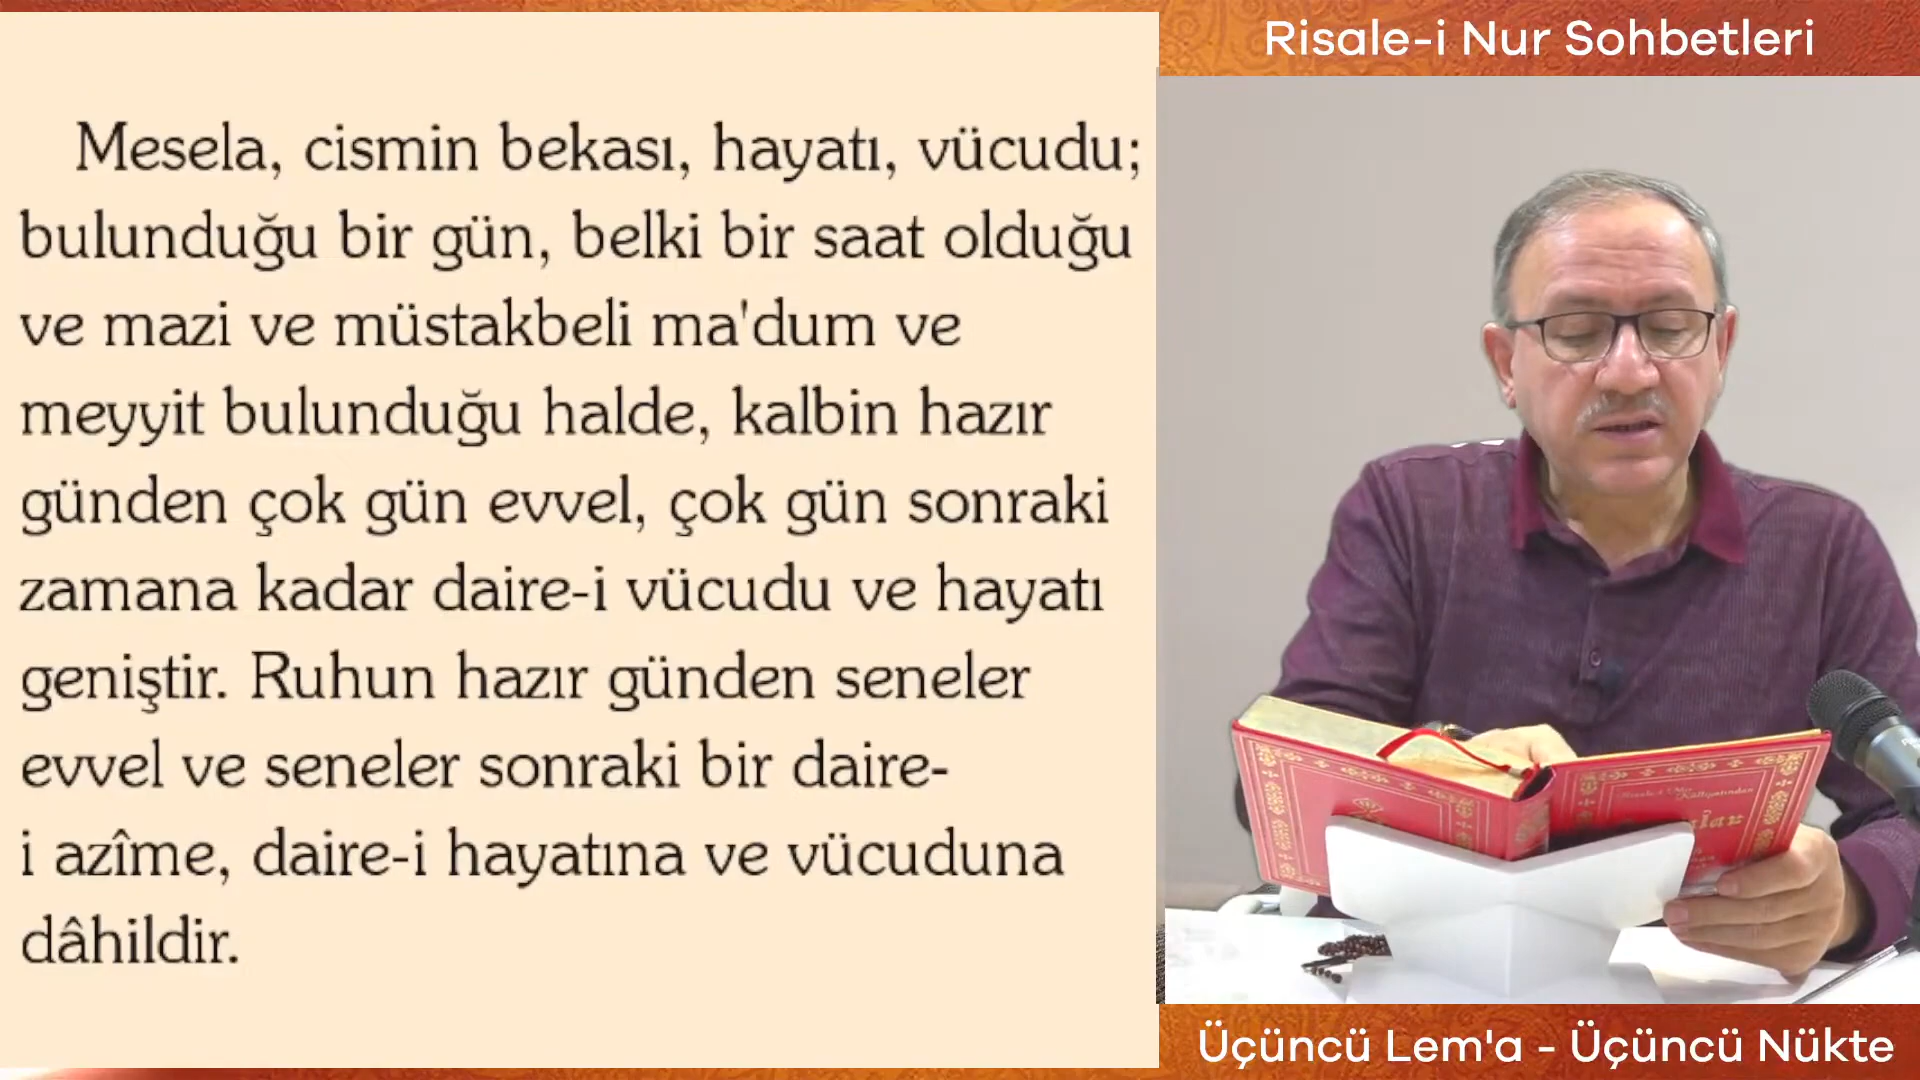 Risale-i Nur Sohbetleri
Mesela, cismin bekası, hayatı, vücudu;
bulunduğu bir gün, belki bir saat olduğu
ve mazi ve müstakbeli ma'dum ve
meyyit bulunduğu halde, kalbin hazır
günden çok gün evvel, çok gün sonraki
zamana kadar daire-i vücudu ve hayatı
geniştir. Ruhun hazır günden seneler
evvel ve seneler sonraki bir daire-
i azîme, daire-i hayatına ve vücuduna
dâhildir.
Risale-i Nur Külliyatından
Üçüncü Lem'a - Üçüncü Nükte